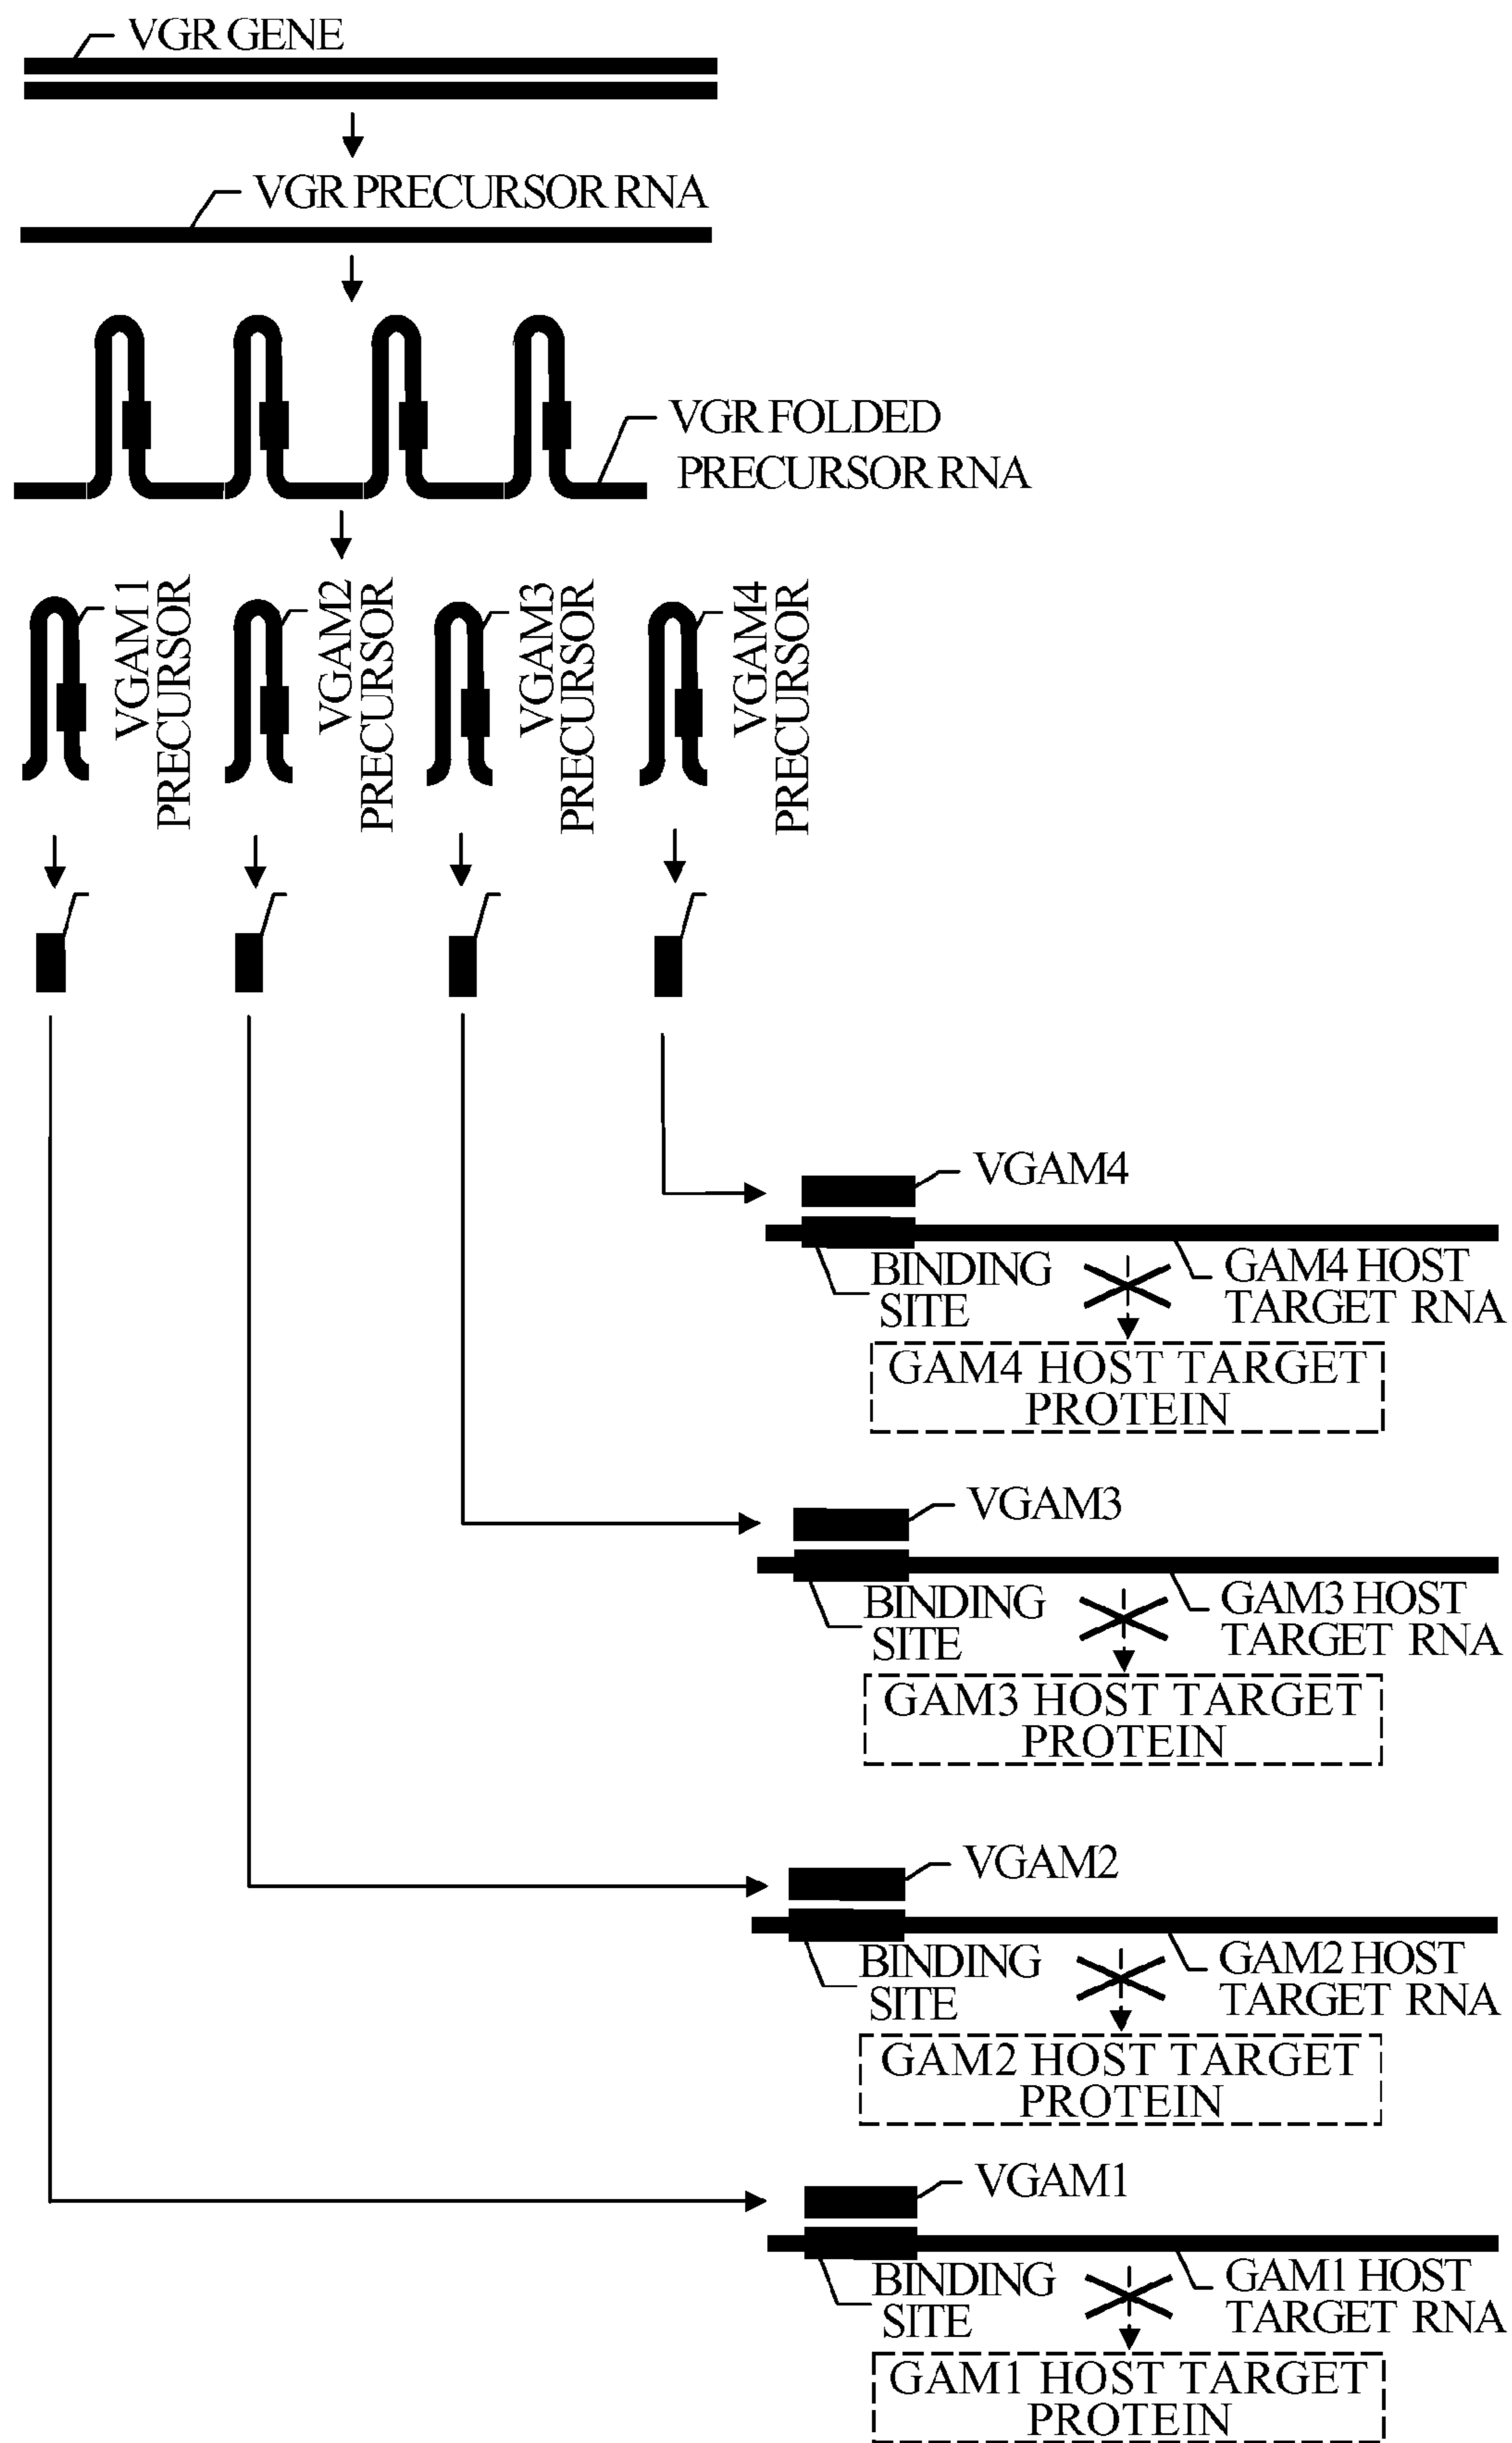 VGR GENE
VGR PRECURSOR RNA
VGR FOLDED
PRECURSOR RNA
VGAM 1
PRECURSOR
VGAM2
PRECURSOR
VGAM3
PRECURSOR
VGAM4
PRECURSOR
VGAM4
BINDING
SITE
GAM4 HOST
TARGET RNA
GAM4 HOST TARGET
PROTEIN
VGAM3
BINDING
SITE
GAM3 HOST
TARGET RNA
GAM3 HOST TARGET
PROTEIN
VGAM2
BINDING
SITE
GAM2 HOST
TARGET RNA
GAM2 HOST TARGET
PROTEIN
VGAM1
BINDING
SITE
GAM1 HOST
TARGET RNA
GAM1 HOST TARGET
PROTEIN